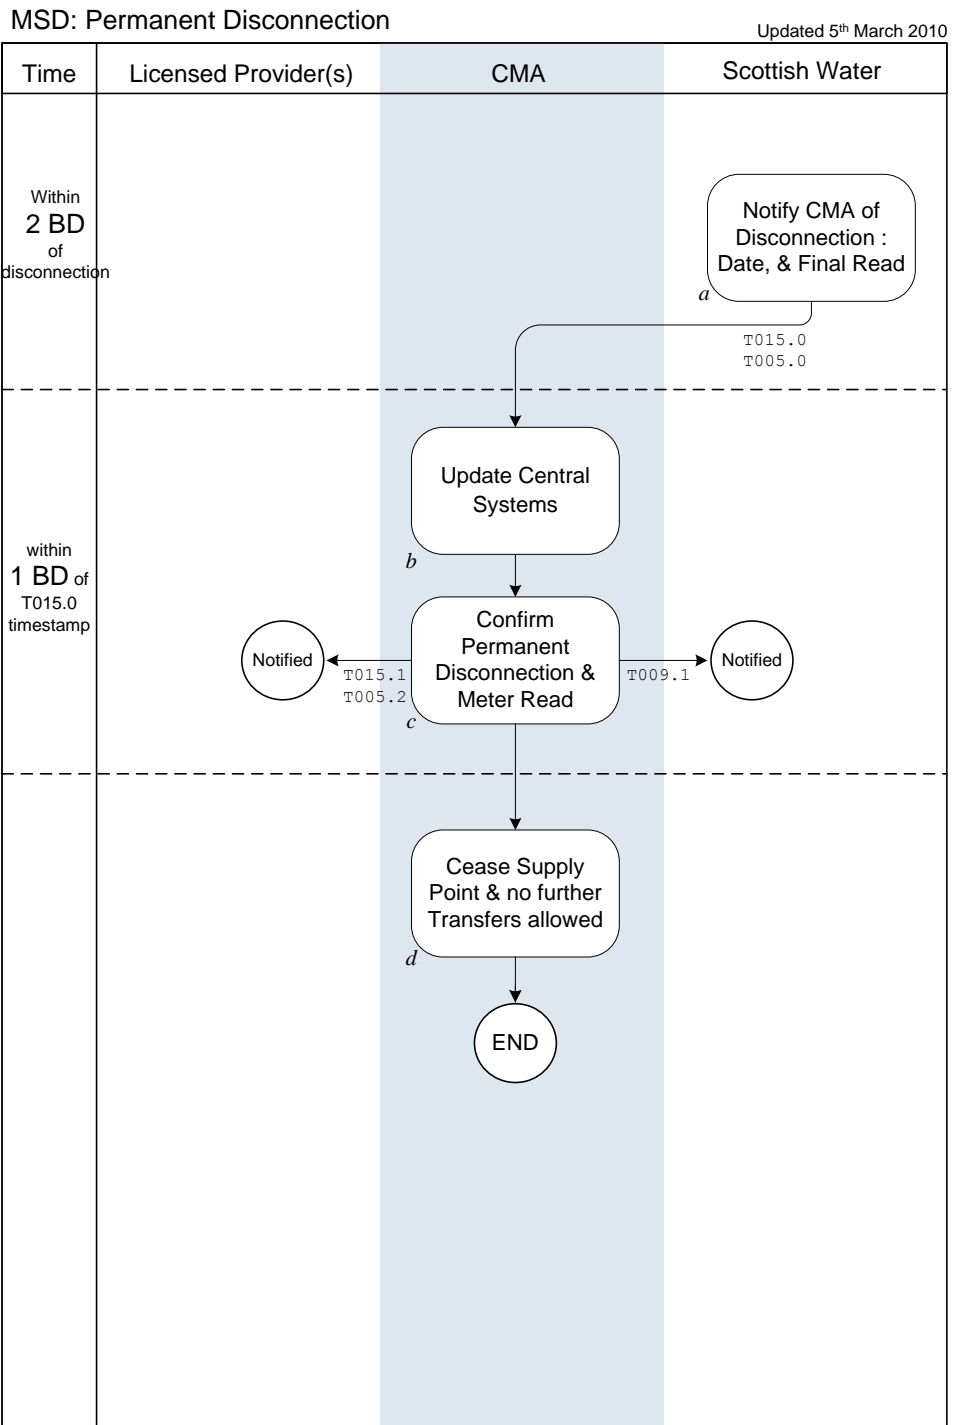 MSD: Permanent Disconnection
Updated 5th March 2010
Time
Licensed Provider(s)
CMA
Scottish Water
Within
2 BD
of
disconnection
Notify CMA of
Disconnection :
Date, & Final Read
a
T015.0
T005.0
Update Central
Systems
b
within
1 BD of
T015.0
timestamp
Confirm
Permanent
Disconnection &
Meter Read
c
Notified
T015.1
T005.2
T009.1
Notified
Cease Supply
Point & no further
Transfers allowed
d
END